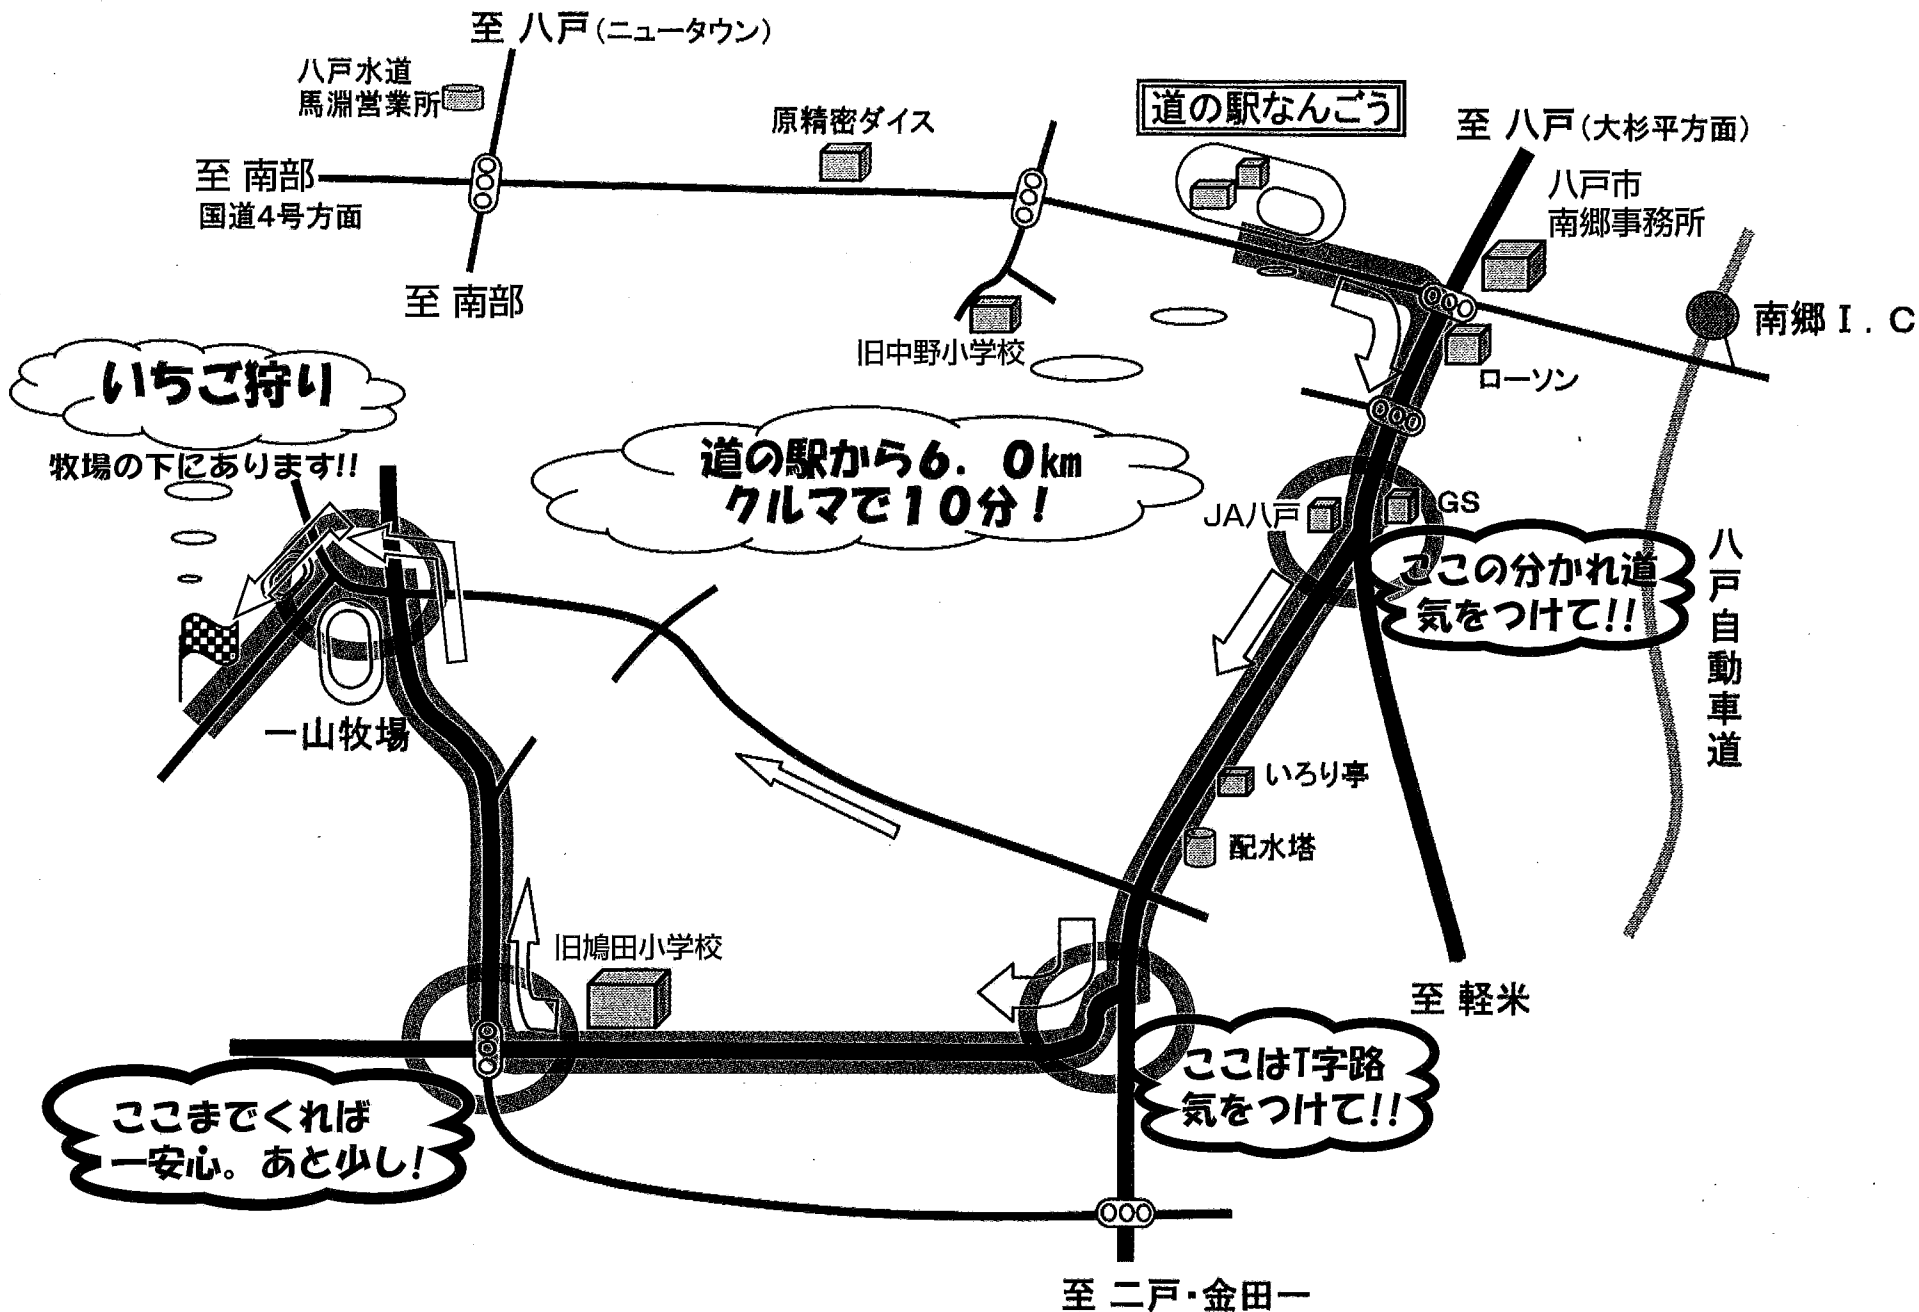 至 八戸(ニュータウン)
八戸水道
馬淵営業所
原精密ダイス
道の駅なんごう
至 八戸(大杉平方面)
至 南部
国道4号方面
八戸市
南郷事務所
至 南部
南郷 I．C
旧中野小学校
ローソン
いちご狩り
牧場の下にあります!!
道の駅から6．0km
クルマで10分！
JA八戸
GS
ここの分かれ道
気をつけて!!
八戸自動車道
一山牧場
いろり亭
配水塔
旧鳩田小学校
至 軽米
ここはT字路
気をつけて!!
ここまでくれば
一安心。あと少し!
至 二戸・金田一